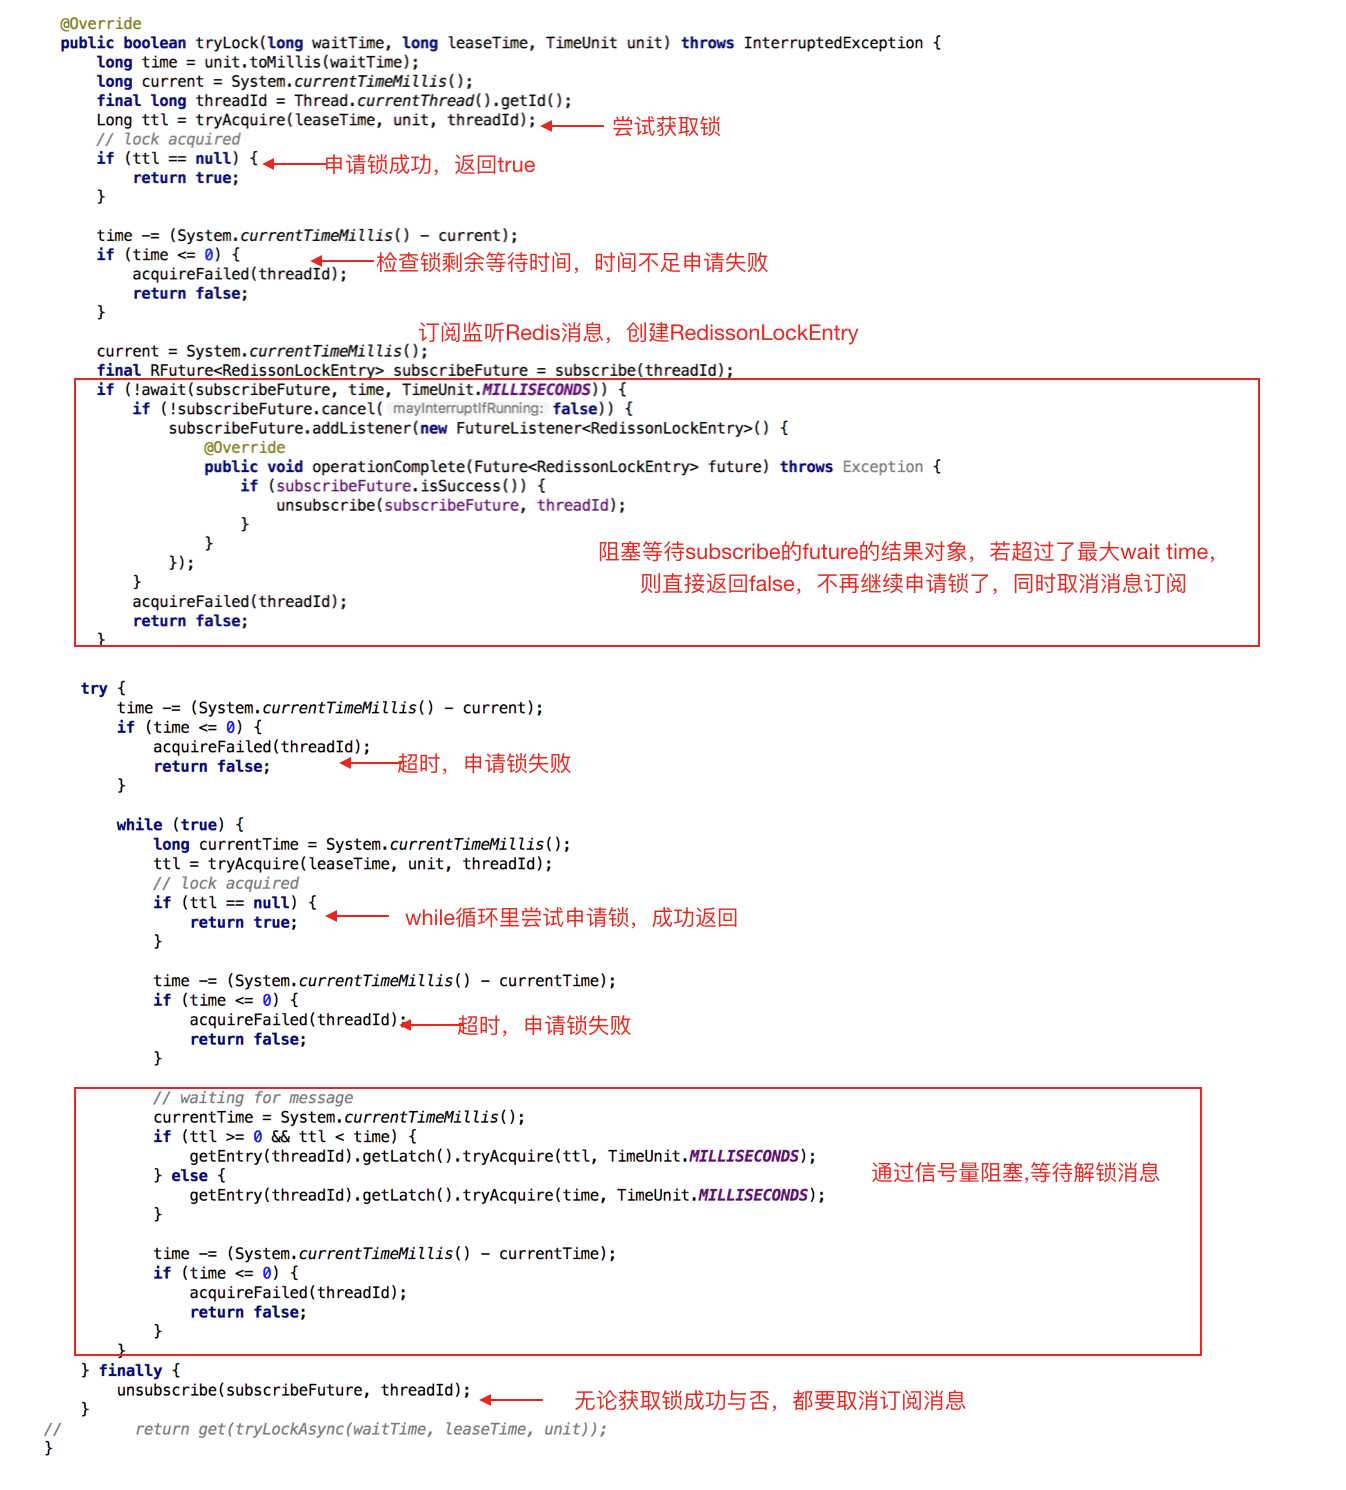 @Override
public boolean tryLock(long waitTime, long leaseTime, TimeUnit unit) throws InterruptedException {
long time = unit.toMillis(waitTime);
long current = System.currentTimeMillis();
final long threadId = Thread.currentThread().getId();
Long ttl = tryAcquire(leaseTime, unit, threadId); 尝试获取锁
// lock acquired
if (ttl == null) { 申请锁成功，返回true
return true;
}
time -= (System.currentTimeMillis() - current);
if (time <= 0) { 检查锁剩余等待时间，时间不足申请失败
acquireFailed(threadId);
return false;
}
订阅监听Redis消息，创建RedissonLockEntry
current = System.currentTimeMillis();
final RFuture<RedissonLockEntry> subscribeFuture = subscribe(threadId);
if (!await(subscribeFuture, time, TimeUnit.MILLISECONDS)) {
if (!subscribeFuture.cancel( mayInterruptIfRunning: false)) {
subscribeFuture.addListener(new FutureListener<RedissonLockEntry>() {
@Override
public void operationComplete(Future<RedissonLockEntry> future) throws Exception {
if (subscribeFuture.isSuccess()) {
unsubscribe(subscribeFuture, threadId);
}
}
阻塞等待subscribe的future的结果对象，若超过了最大wait time，
});
则直接返回false，不再继续申请锁了，同时取消消息订阅
}
acquireFailed(threadId);
return false;
}
try {
time -= (System.currentTimeMillis() - current);
if (time <= 0) {
acquireFailed(threadId);
return false; 超时，申请锁失败
}
while (true) {
long currentTime = System.currentTimeMillis();
ttl = tryAcquire(leaseTime, unit, threadId);
// lock acquired
if (ttl == null) {
return true; while循环里尝试申请锁，成功返回
}
time -= (System.currentTimeMillis() - currentTime);
if (time <= 0) {
acquireFailed(threadId); 超时，申请锁失败
return false;
}
// waiting for message
currentTime = System.currentTimeMillis();
if (ttl >= 0 && ttl < time) {
getEntry(threadId).getLatch().tryAcquire(ttl, TimeUnit.MILLISECONDS);
} else { 通过信号量阻塞,等待解锁消息
getEntry(threadId).getLatch().tryAcquire(time, TimeUnit.MILLISECONDS);
}
time -= (System.currentTimeMillis() - currentTime);
if (time <= 0) {
acquireFailed(threadId);
return false;
}
}
} finally {
unsubscribe(subscribeFuture, threadId); 无论获取锁成功与否，都要取消订阅消息
}
// return get(tryLockAsync(waitTime, leaseTime, unit));
}